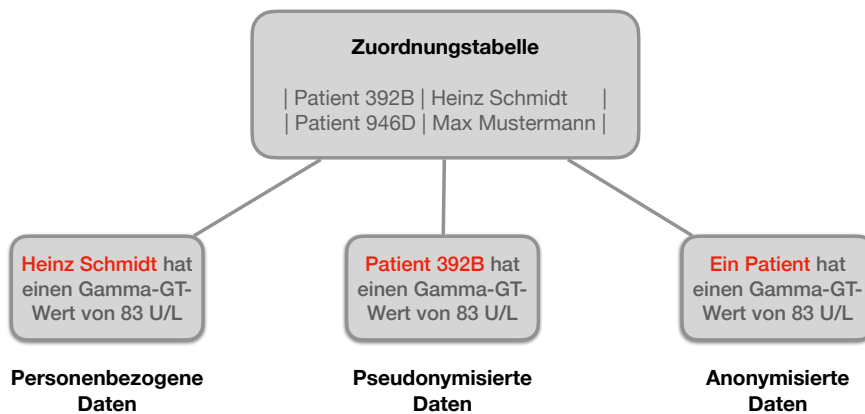 Zuordnungstabelle
| Patient 392B | Heinz Schmidt |
| Patient 946D | Max Mustermann |
Heinz Schmidt hat
einen Gamma-GT-
Wert von 83 U/L
Patient 392B hat
einen Gamma-GT-
Wert von 83 U/L
Ein Patient hat
einen Gamma-GT-
Wert von 83 U/L
Personenbezogene
Daten
Pseudonymisierte
Daten
Anonymisierte
Daten